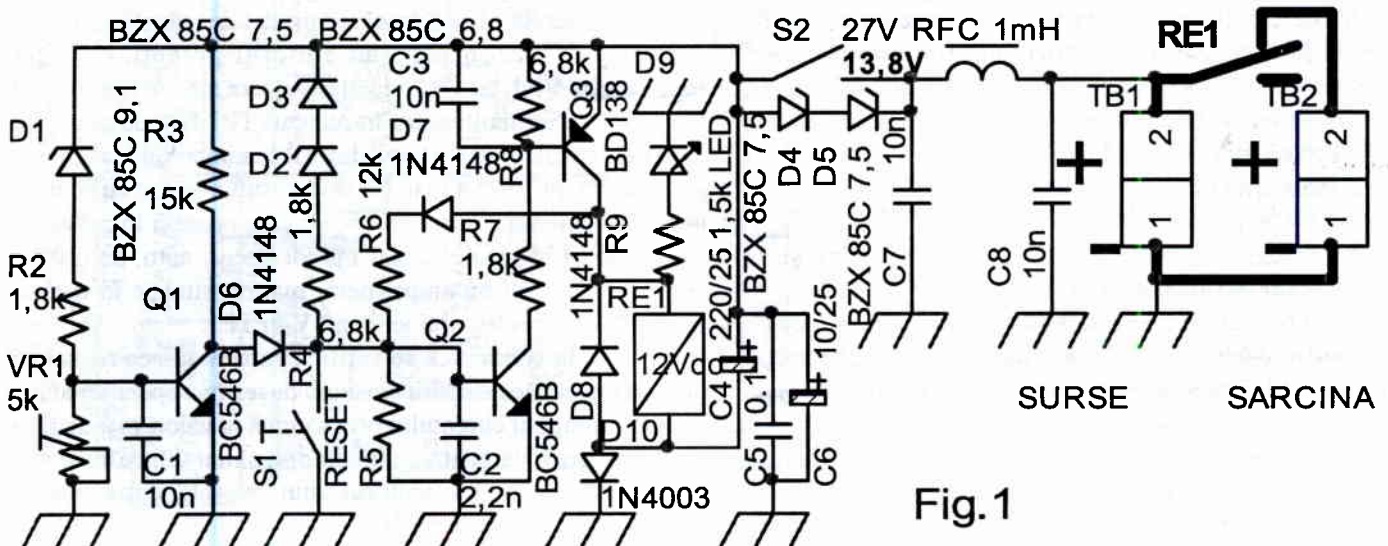 BZX 85C 7,5
BZX 85C 6,8
S2
27V
RFC 1mH
13,8V
RE1
C3
10n
6,8k
Q3
BD138
D9
D1
BZX 85C 9,1
R3
15k
D3
D2
D7
1N4148
R8
12k
R6
R7
1,8k
1,8k
1N4148
R9
1,5k
LED
BZX 85C 7,5
D4
D5
BZX 85C 7,5
10n
C7
C8
10n
TB1
2
1
+
-
TB2
2
1
+
-
R2
1,8k
VR1
5k
Q1
BC546B
D6
1N4148
R4
6,8k
Q2
BC546B
RE1
12Vdc
D8
D10
1N4003
C4
220/25
0,1
C5
C6
10/25
C1
10n
S1
RESET
R5
C2
2,2n
SURSE
SARCINA
Fig.1